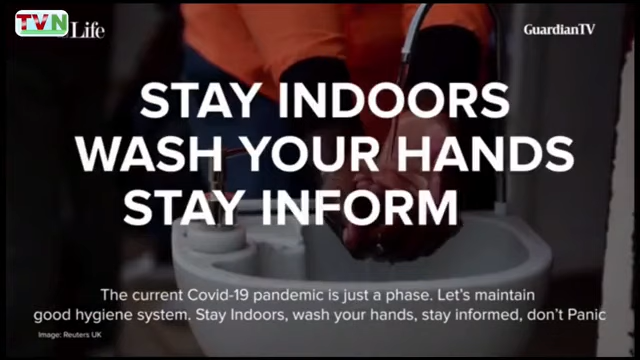 TVN
Life
GuardianTV
STAY INDOORS
WASH YOUR HANDS
STAY INFORM
The current Covid-19 pandemic is just a phase. Let's maintain
good hygiene system. Stay Indoors, wash your hands, stay informed, don't Panic
Image: Reuters UK